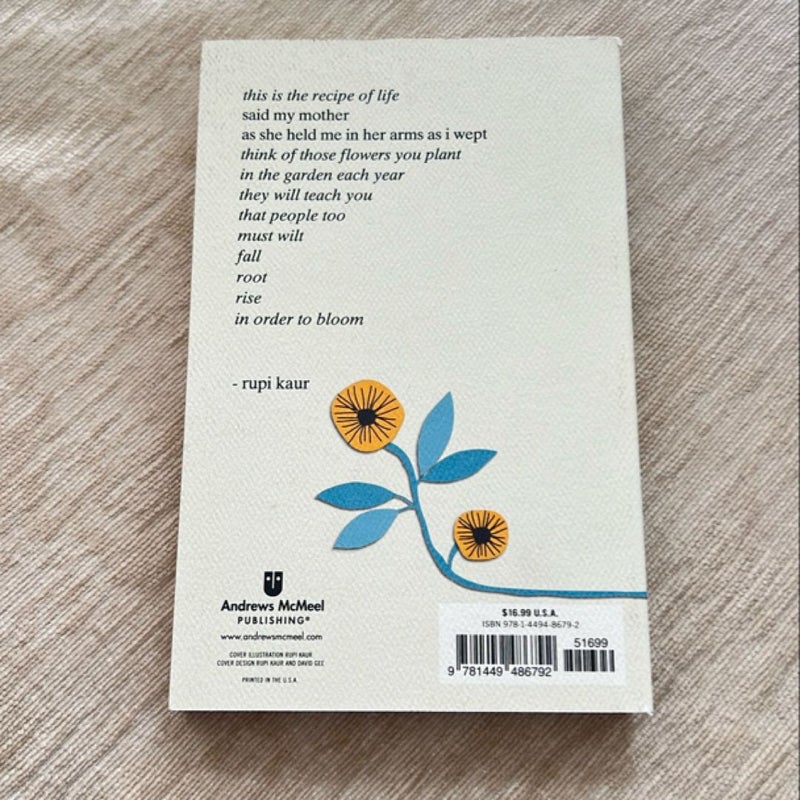 this is the recipe of life
said my mother
as she held me in her arms as i wept
think of those flowers you plant
in the garden each year
they will teach you
that people too
must wilt
fall
root
rise
in order to bloom
- rupi kaur
Andrews McMeel
PUBLISHING®
www.andrewsmcmeel.com
COVER ILLUSTRATION RUPI KAUR
COVER DESIGN RUPI KAUR AND DAVID GEE
PRINTED IN THE U.S.A.
$16.99 U.S.A.
ISBN 978-1-4494-8679-2
51699
9 781449 486792